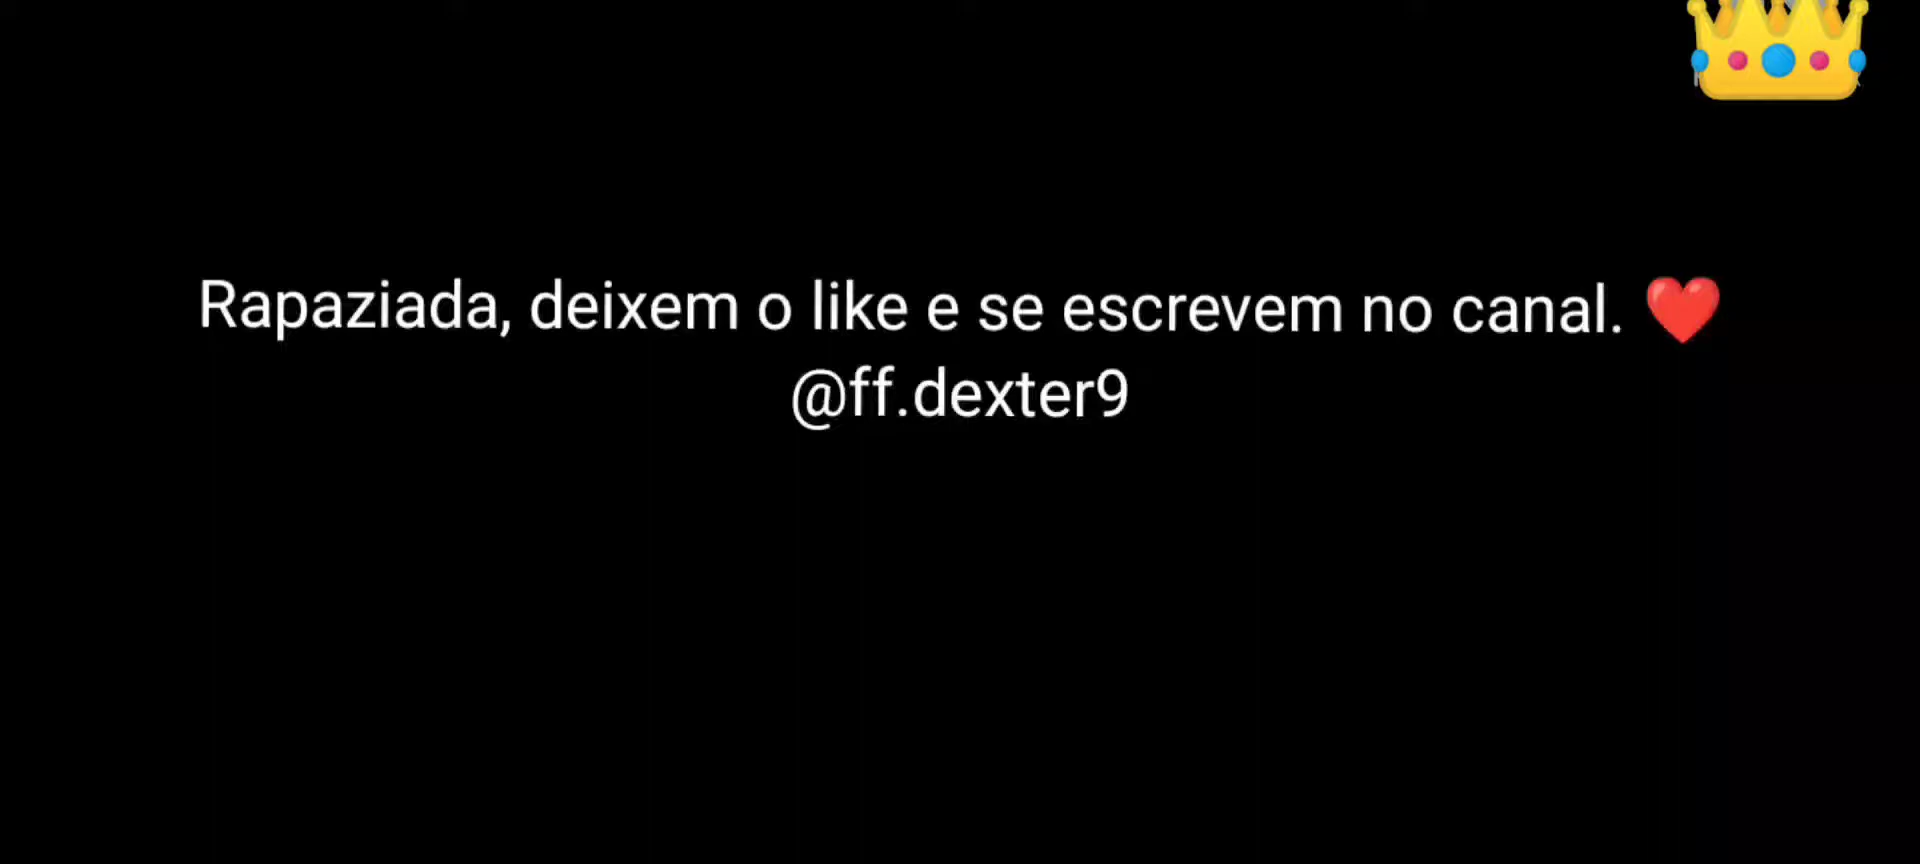 Rapaziada, deixem o like e se escrevem no canal. ❤️
@ff.dexter9